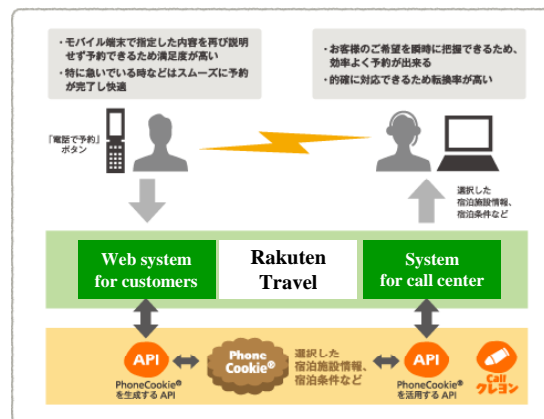 ・モバイル端末で指定した内容を再び説明
せず予約できるため満足度が高い
・特に急いでいる時などはスムーズに予約
が完了し快適
・お客様のご希望を瞬時に把握できるため、
効率よく予約が出来る
・的確に対応できるため転換率が高い
「電話で予約」
ボタン
選択した
宿泊施設情報、
宿泊条件など
Web system
for customers
Rakuten
Travel
System
for call center
API
PhoneCookie®
を生成する API
Phone
Cookie®
選択した
宿泊施設情報、
宿泊条件など
API
PhoneCookie®
を活用する API
Call
クレヨン